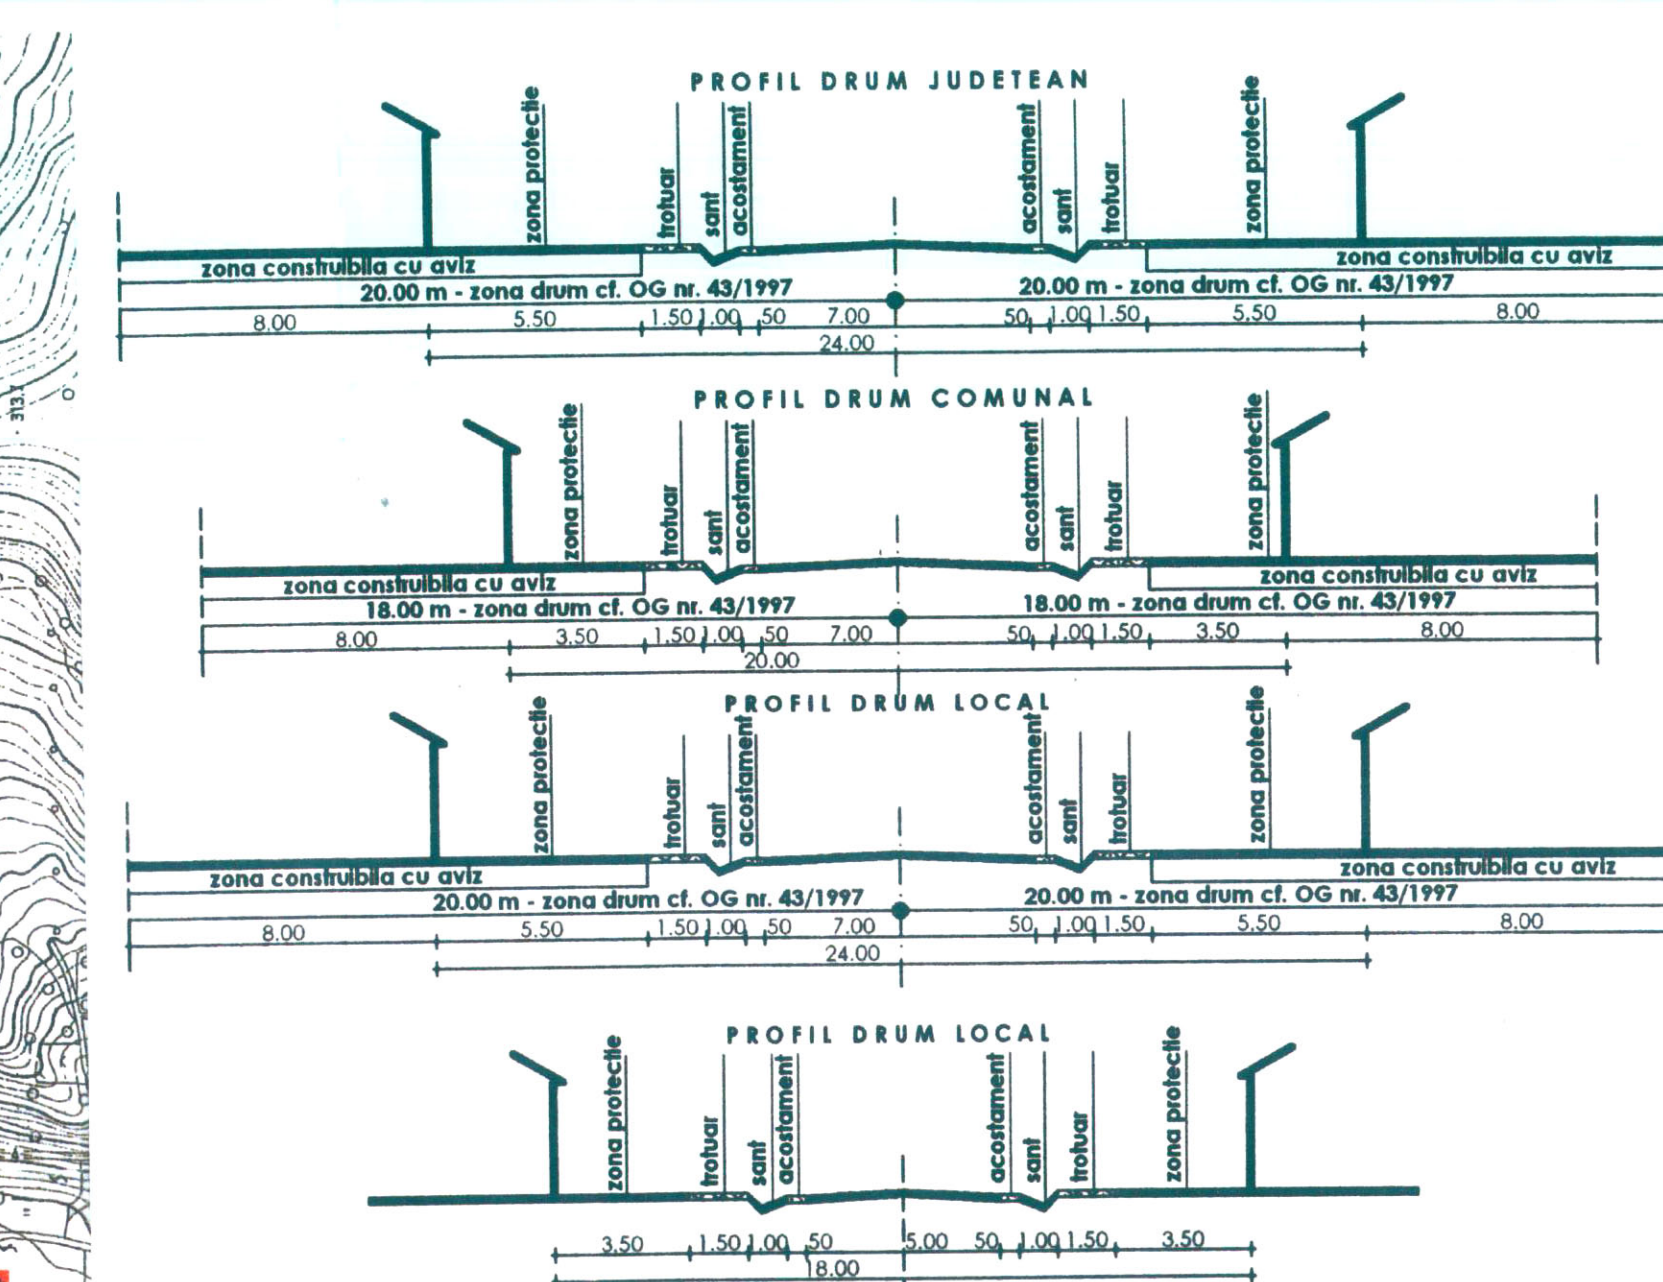 PROFIL DRUM JUDETEAN
zona protectie
trotuar
sant
acostament
acostament
sant
trotuar
zona protectie
zona construibila cu aviz
zona construibila cu aviz
20.00 m - zona drum cf. OG nr. 43/1997
20.00 m - zona drum cf. OG nr. 43/1997
8.00 5.50 1.50 1.00 50 7.00 50 1.00 1.50 5.50 8.00
24.00
PROFIL DRUM COMUNAL
zona protectie
trotuar
sant
acostament
acostament
sant
trotuar
zona protectie
zona construibila cu aviz
zona construibila cu aviz
18.00 m - zona drum cf. OG nr. 43/1997
18.00 m - zona drum cf. OG nr. 43/1997
8.00 3.50 1.50 1.00 50 7.00 50 1.00 1.50 3.50 8.00
20.00
PROFIL DRUM LOCAL
zona protectie
trotuar
sant
acostament
acostament
sant
trotuar
zona protectie
zona construibila cu aviz
zona construibila cu aviz
20.00 m - zona drum cf. OG nr. 43/1997
20.00 m - zona drum cf. OG nr. 43/1997
8.00 5.50 1.50 1.00 50 7.00 50 1.00 1.50 5.50 8.00
24.00
PROFIL DRUM LOCAL
zona protectie
trotuar
sant
acostament
acostament
sant
trotuar
zona protectie
3.50 1.50 1.00 50 5.00 50 1.00 1.50 3.50
18.00